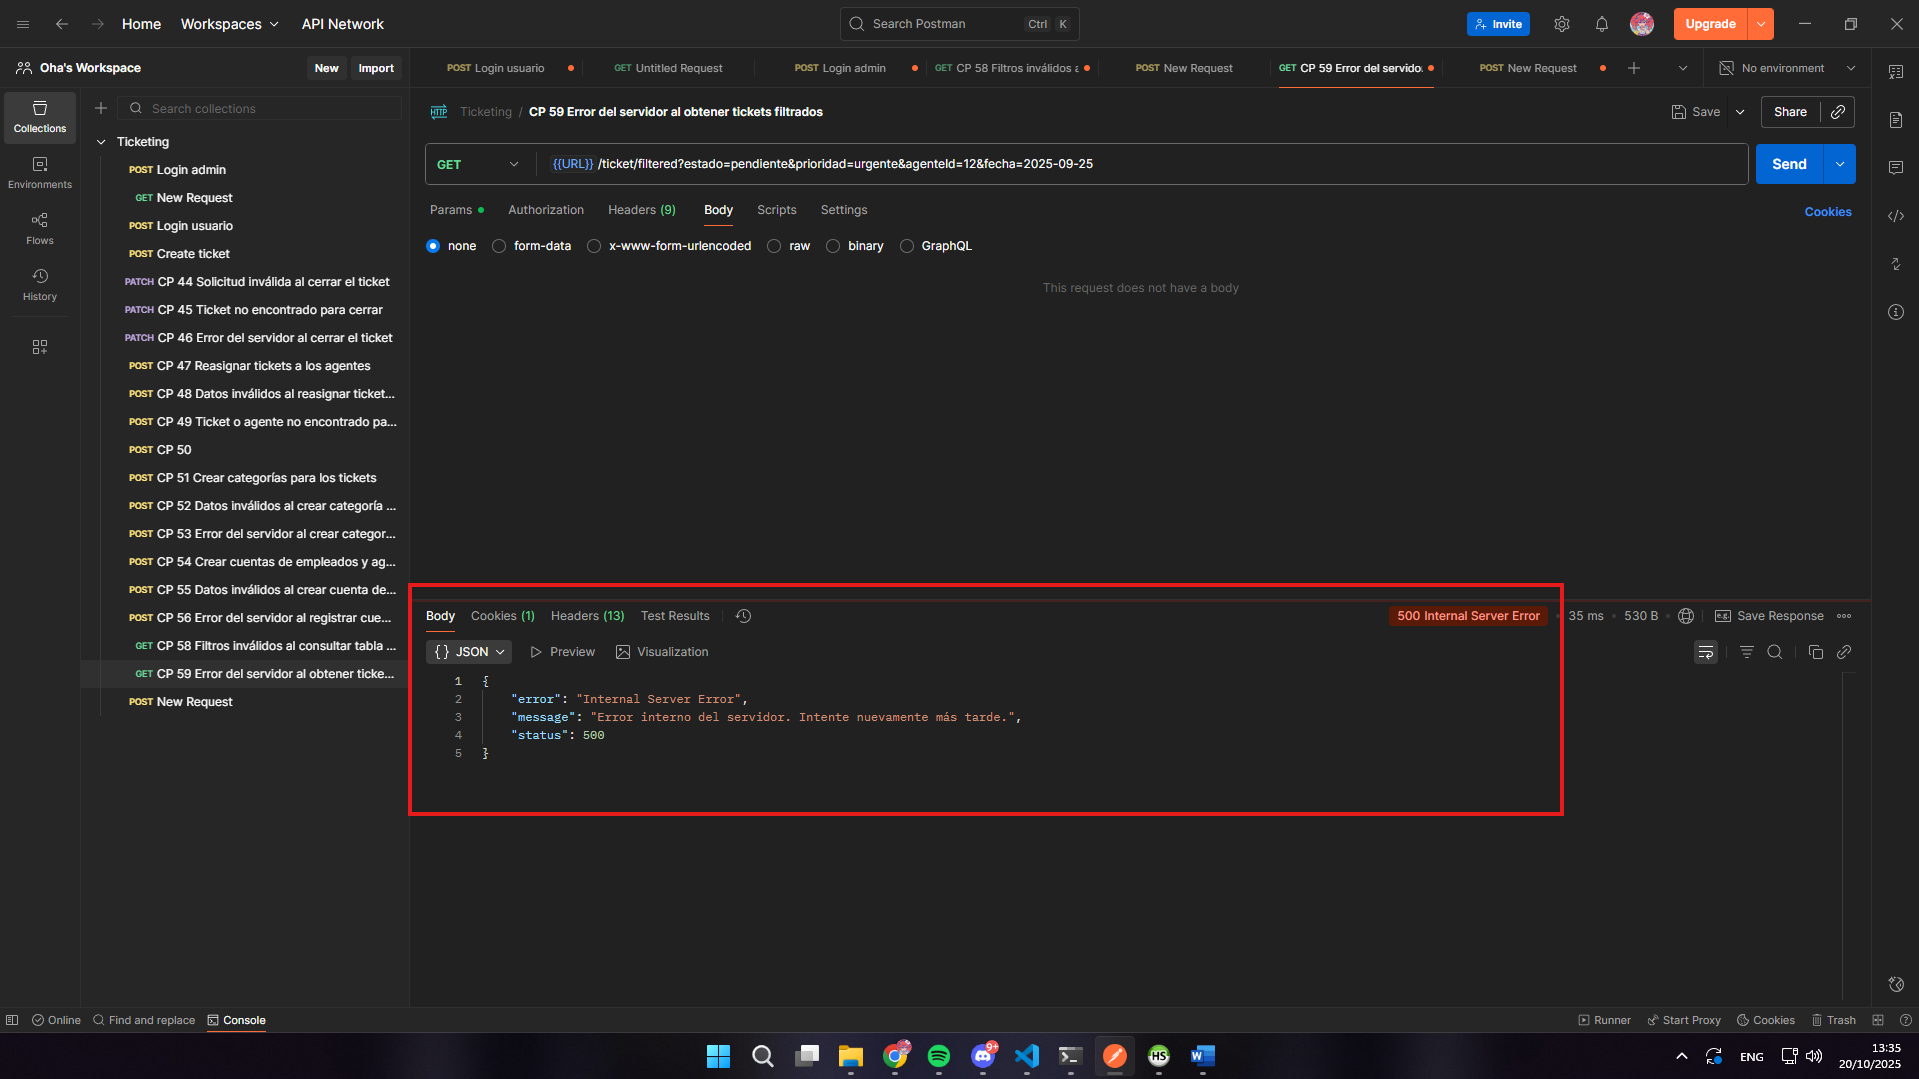 Home
Workspaces
API Network
Search Postman
Ctrl K
Invite
Upgrade
Oha's Workspace
New
Import
POST Login usuario
GET Untitled Request
POST Login admin
GET CP 58 Filtros inválidos a
POST New Request
GET CP 59 Error del servido
POST New Request
No environment
Collections
Environments
Flows
History
Search collections
Ticketing
POST Login admin
GET New Request
POST Login usuario
POST Create ticket
PATCH CP 44 Solicitud inválida al cerrar el ticket
PATCH CP 45 Ticket no encontrado para cerrar
PATCH CP 46 Error del servidor al cerrar el ticket
POST CP 47 Reasignar tickets a los agentes
POST CP 48 Datos inválidos al reasignar ticket...
POST CP 49 Ticket o agente no encontrado pa...
POST CP 50
POST CP 51 Crear categorías para los tickets
POST CP 52 Datos inválidos al crear categoría ...
POST CP 53 Error del servidor al crear categor...
POST CP 54 Crear cuentas de empleados y ag...
POST CP 55 Datos inválidos al crear cuenta de...
POST CP 56 Error del servidor al registrar cue...
GET CP 58 Filtros inválidos al consultar tabla ...
GET CP 59 Error del servidor al obtener ticke...
POST New Request
HTTP
Ticketing / CP 59 Error del servidor al obtener tickets filtrados
Save
Share
GET
{{URL}} /ticket/filtered?estado=pendiente&prioridad=urgente&agenteId=12&fecha=2025-09-25
Send
Params
Authorization
Headers (9)
Body
Scripts
Settings
Cookies
none
form-data
x-www-form-urlencoded
raw
binary
GraphQL
This request does not have a body
Body
Cookies (1)
Headers (13)
Test Results
500 Internal Server Error
35 ms
530 B
e.g.
Save Response
{} JSON
Preview
Visualization
1 {
2 "error": "Internal Server Error",
3 "message": "Error interno del servidor. Intente nuevamente más tarde.",
4 "status": 500
5 }
Online
Find and replace
Console
Runner
Start Proxy
Cookies
Trash
9+
HS
W
ENG
13:35
20/10/2025